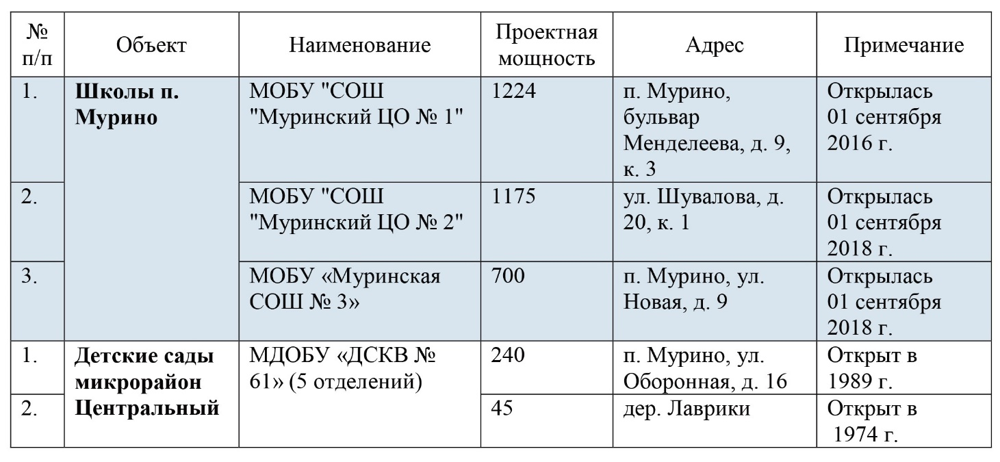 №
п/п
Объект
Наименование
Проектная
мощность
Адрес
Примечание
1.
Школы п.
Мурино
МОБУ "СОШ
"Муринский ЦО № 1"
1224
п. Мурино,
бульвар
Менделеева, д. 9,
к. 3
Открылась
01 сентября
2016 г.
2.
МОБУ "СОШ
"Муринский ЦО № 2"
1175
ул. Шувалова, д.
20, к. 1
Открылась
01 сентября
2018 г.
3.
МОБУ «Муринская
СОШ № 3»
700
п. Мурино, ул.
Новая, д. 9
Открылась
01 сентября
2018 г.
1.
Детские сады
микрорайон
Центральный
МДОБУ «ДСКВ №
61» (5 отделений)
240
п. Мурино, ул.
Оборонная, д. 16
Открыт в
1989 г.
2.
45
дер. Лаврики
Открыт в
1974 г.